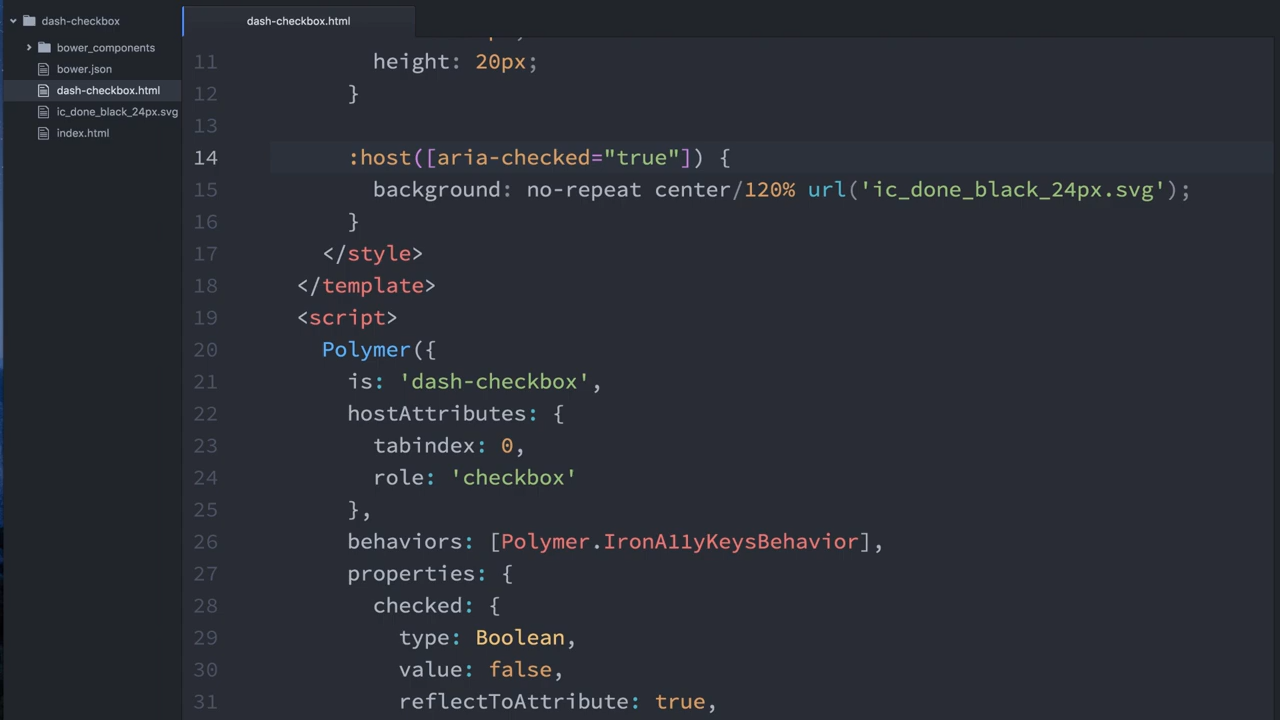 dash-checkbox
bower_components
bower.json
dash-checkbox.html
ic_done_black_24px.svg
index.html
dash-checkbox.html
11 height: 20px;
12 }
13
14 :host([aria-checked="true"]) {
15 background: no-repeat center/120% url('ic_done_black_24px.svg');
16 }
17 </style>
18 </template>
19 <script>
20 Polymer({
21 is: 'dash-checkbox',
22 hostAttributes: {
23 tabindex: 0,
24 role: 'checkbox'
25 },
26 behaviors: [Polymer.IronA11yKeysBehavior],
27 properties: {
28 checked: {
29 type: Boolean,
30 value: false,
31 reflectToAttribute: true,